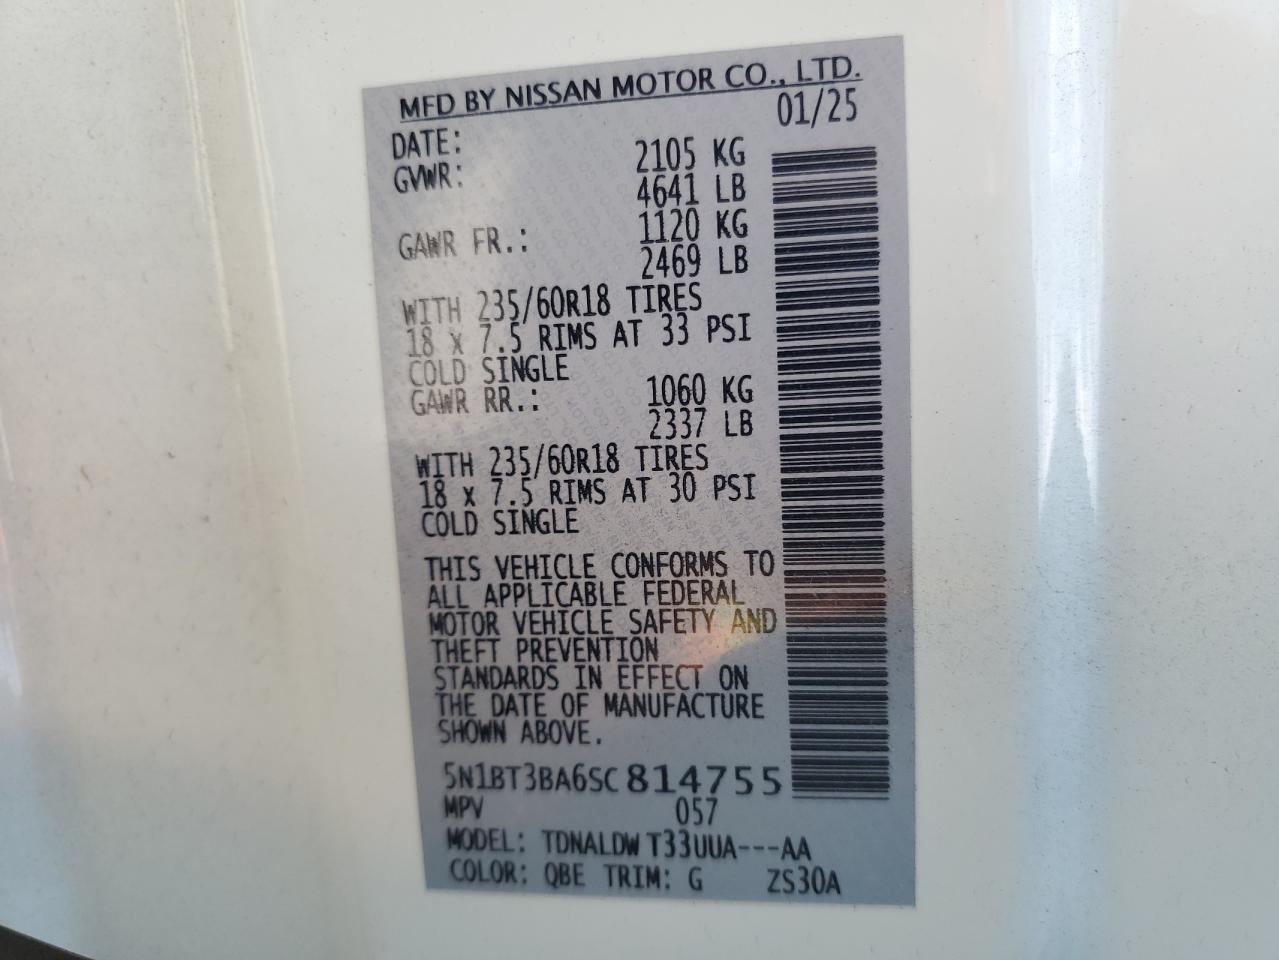 MFD BY NISSAN MOTOR CO., LTD.
DATE: 01/25
GVWR: 2105 KG
4641 LB
GAWR FR.: 1120 KG
2469 LB
WITH 235/60R18 TIRES
18 x 7.5 RIMS AT 33 PSI
COLD SINGLE
GAWR RR.: 1060 KG
2337 LB
WITH 235/60R18 TIRES
18 x 7.5 RIMS AT 30 PSI
COLD SINGLE
THIS VEHICLE CONFORMS TO
ALL APPLICABLE FEDERAL
MOTOR VEHICLE SAFETY AND
THEFT PREVENTION
STANDARDS IN EFFECT ON
THE DATE OF MANUFACTURE
SHOWN ABOVE.
5N1BT3BA6SC814755
MPV 057
MODEL: TDNALDW T33UUA---AA
COLOR: QBE TRIM: G ZS30A